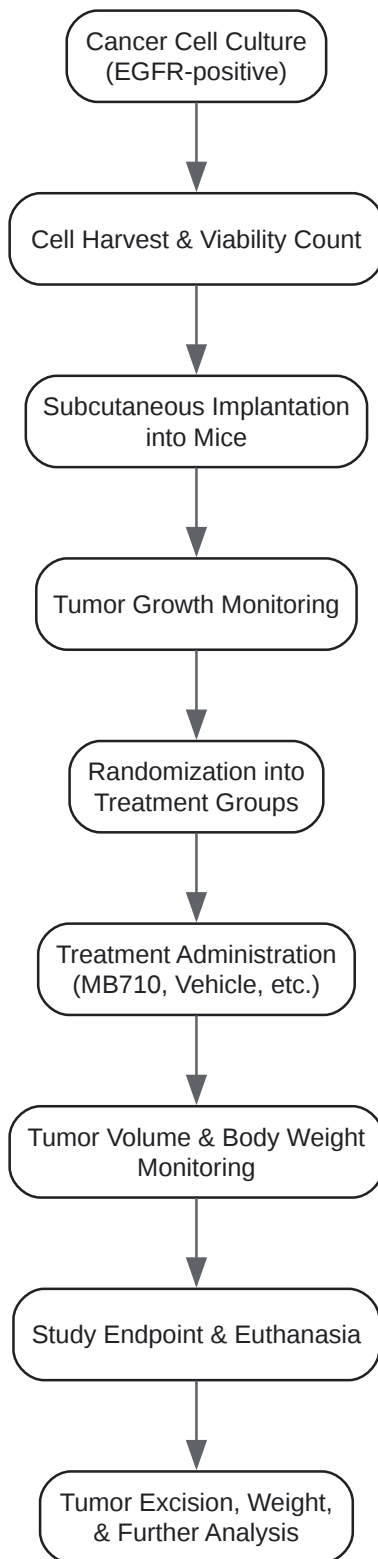 Cancer Cell Culture
(EGFR-positive)
Cell Harvest & Viability Count
Subcutaneous Implantation
into Mice
Tumor Growth Monitoring
Randomization into
Treatment Groups
Treatment Administration
(MB710, Vehicle, etc.)
Tumor Volume & Body Weight
Monitoring
Study Endpoint & Euthanasia
Tumor Excision, Weight,
& Further Analysis